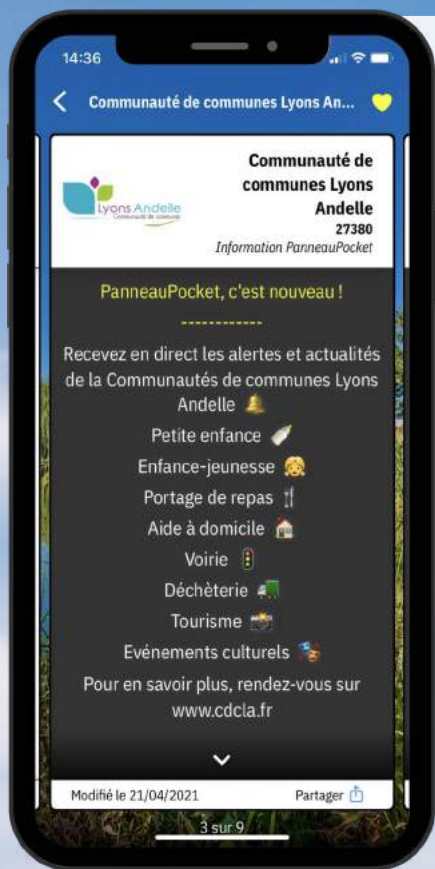 14:36
Communauté de communes Lyons An...
Lyons Andelle
Communauté de communes
Communauté de
communes Lyons
Andelle
27380
Information PanneauPocket
PanneauPocket, c'est nouveau !
------------
Recevez en direct les alertes et actualités
de la Communautés de communes Lyons
Andelle 🔔
Petite enfance 🍼
Enfance-jeunesse 👧
Portage de repas 🍴
Aide à domicile 🏠
Voirie 🚦
Déchèterie 🚛
Tourisme 📸
Evénements culturels 🎭
Pour en savoir plus, rendez-vous sur
www.cdcla.fr
Modifié le 21/04/2021
Partager
3 sur 9